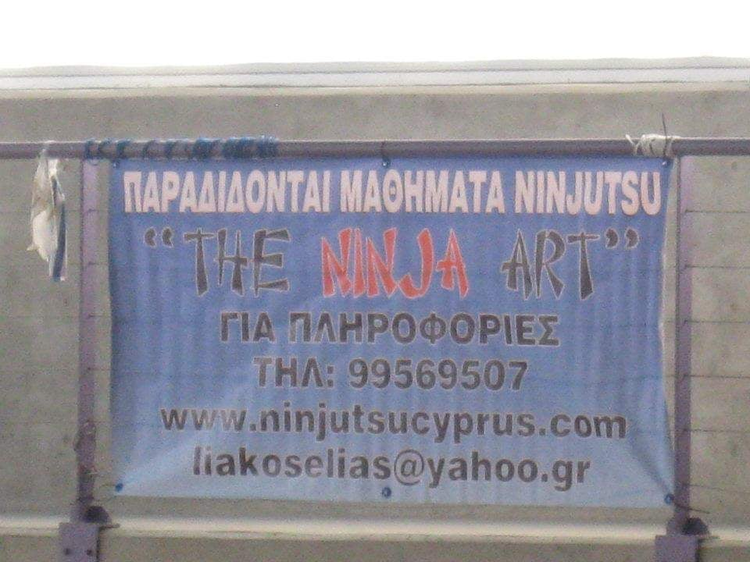 ΠΑΡΑΔΙΔΟΝΤΑΙ ΜΑΘΗΜΑΤΑ NINJUTSU
“THE NINJA ART”
ΓΙΑ ΠΛΗΡΟΦΟΡΙΕΣ
ΤΗΛ: 99569507
www.ninjutsucyprus.com
liakoselias@yahoo.gr